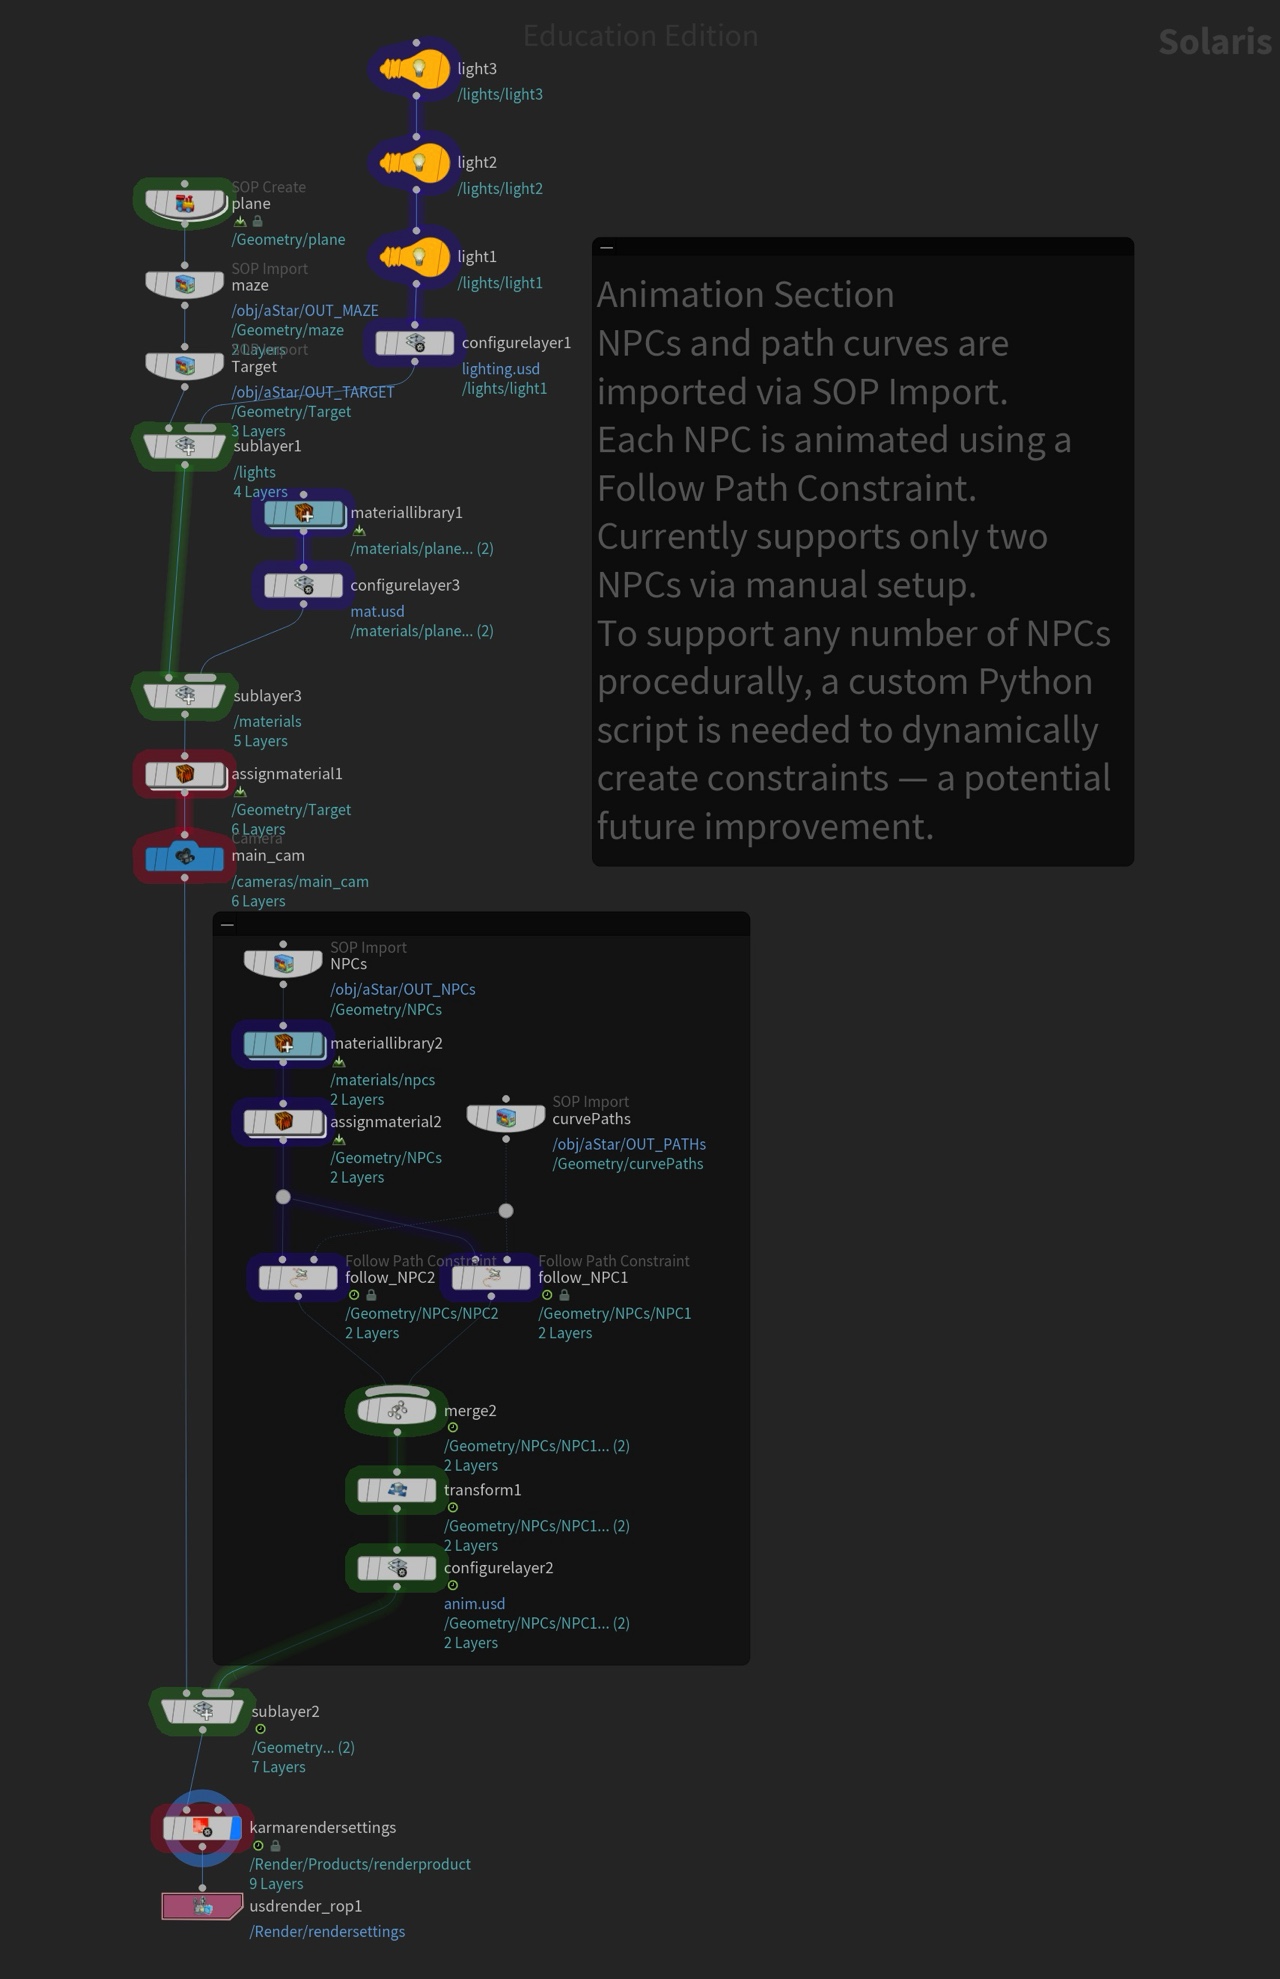 Education Edition
Solaris
light3
/lights/light3
light2
/lights/light2
SOP Create
plane
/Geometry/plane
light1
/lights/light1
SOP Import
maze
/obj/aStar/OUT_MAZE
/Geometry/maze
2 Layers
configurelayer1
lighting.usd
/lights/light1
SOP Import
Target
/obj/aStar/OUT_TARGET
/Geometry/Target
3 Layers
sublayer1
/lights
4 Layers
Animation Section
NPCs and path curves are
imported via SOP Import.
Each NPC is animated using a
Follow Path Constraint.
Currently supports only two
NPCs via manual setup.
To support any number of NPCs
procedurally, a custom Python
script is needed to dynamically
create constraints — a potential
future improvement.
materiallibrary1
/materials/plane... (2)
configurelayer3
mat.usd
/materials/plane... (2)
sublayer3
/materials
5 Layers
assignmaterial1
/Geometry/Target
6 Layers
Camera
main_cam
/cameras/main_cam
6 Layers
SOP Import
NPCs
/obj/aStar/OUT_NPCs
/Geometry/NPCs
materiallibrary2
/materials/npcs
2 Layers
assignmaterial2
/Geometry/NPCs
2 Layers
SOP Import
curvePaths
/obj/aStar/OUT_PATHs
/Geometry/curvePaths
Follow Path Constraint
follow_NPC2
/Geometry/NPCs/NPC2
2 Layers
Follow Path Constraint
follow_NPC1
/Geometry/NPCs/NPC1
2 Layers
merge2
/Geometry/NPCs/NPC1... (2)
2 Layers
transform1
/Geometry/NPCs/NPC1... (2)
2 Layers
configurelayer2
anim.usd
/Geometry/NPCs/NPC1... (2)
2 Layers
sublayer2
/Geometry... (2)
7 Layers
karmarendersettings
/Render/Products/renderproduct
9 Layers
usdrender_rop1
/Render/rendersettings